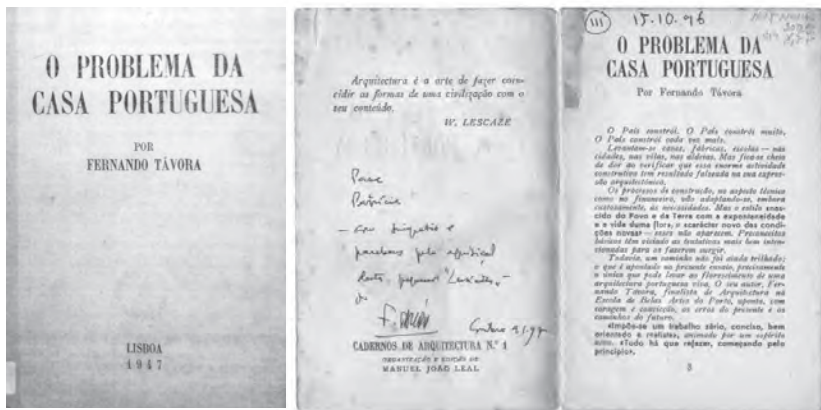 O PROBLEMA DA
CASA PORTUGUESA
POR
FERNANDO TÁVORA
LISBOA
1947
Arquitectura é a arte de fazer coin-
cidir as formas de uma civilização com o
seu conteúdo.
W. LESCAZE
Para
Patrícia
CADERNOS DE ARQUITECTURA N.º 1
ORGANIZAÇÃO E EDIÇÃO DE
MANUEL JOÃO LEAL
III 15.10.96
O PROBLEMA DA
CASA PORTUGUESA
Por Fernando Távora
O País constrói. O País constrói muito.
O País constrói cada vez mais.
Levantam-se casas, fábricas, escolas — nas
cidades, nas vilas, nas aldeias. Mas fica-se cheio
de dor ao verificar que essa enorme actividade
construtiva tem resultado falseada na sua expres-
são arquitectónica.
Os processos de construção, no aspecto técnico
como no financeiro, vão adaptando-se, embora
custosamente, às necessidades. Mas o estilo «nas-
cido do Povo e da Terra com a espontaneidade
e a vida duma flor», o «carácter novo das condi-
ções novas» — esses não aparecem. Preconceitos
básicos têm viciado as tentativas mais bem inten-
cionadas para os fazerem surgir.
Todavia, um caminho não foi ainda trilhado:
o que é apontado no presente ensaio, precisamente
o único que pode levar ao florescimento de uma
arquitectura portuguesa viva. O seu autor, Fer-
nando Távora, finalista de Arquitectura na
Escola de Belas Artes do Porto, aponta, com
coragem e convicção, os erros do presente e os
caminhos do futuro.
«Impõe-se um trabalho sério, conciso, bem
orientado e realista», animado por um espírito
novo. «Tudo há que refazer, começando pelo
princípio».
3